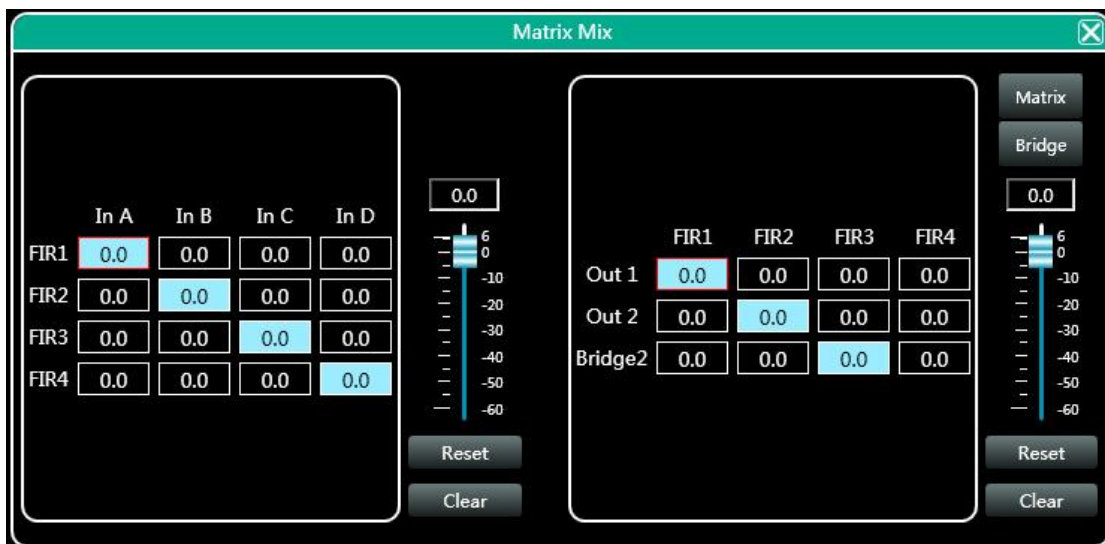 Matrix Mix
In A In B In C In D
FIR1 0.0 0.0 0.0 0.0
FIR2 0.0 0.0 0.0 0.0
FIR3 0.0 0.0 0.0 0.0
FIR4 0.0 0.0 0.0 0.0
0.0
6
0
-10
-20
-30
-40
-50
-60
Reset
Clear
FIR1 FIR2 FIR3 FIR4
Out 1 0.0 0.0 0.0 0.0
Out 2 0.0 0.0 0.0 0.0
Bridge2 0.0 0.0 0.0 0.0
Matrix
Bridge
0.0
6
0
-10
-20
-30
-40
-50
-60
Reset
Clear